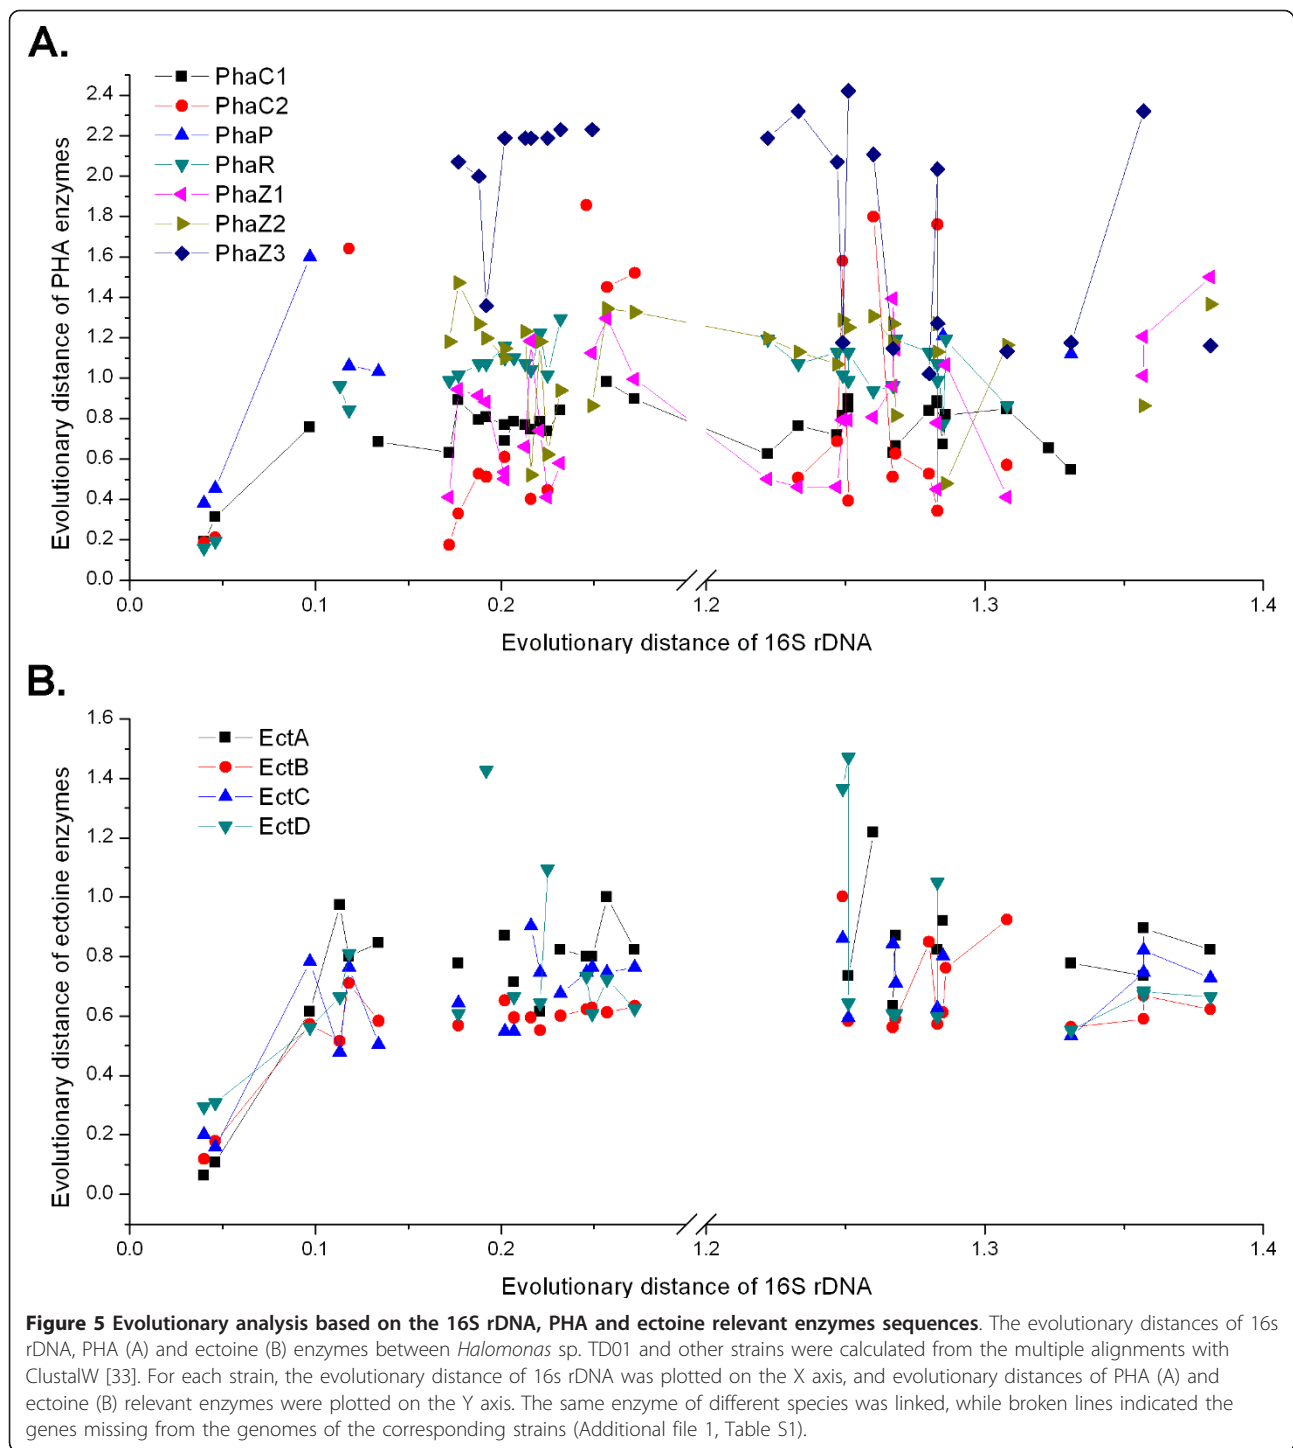 A.
PhaC1
PhaC2
PhaP
PhaR
PhaZ1
PhaZ2
PhaZ3
Evolutionary distance of PHA enzymes
2.4
2.2
2.0
1.8
1.6
1.4
1.2
1.0
0.8
0.6
0.4
0.2
0.0
0.0 0.1 0.2 1.2 1.3 1.4
Evolutionary distance of 16S rDNA
B.
EctA
EctB
EctC
EctD
Evolutionary distance of ectoine enzymes
1.6
1.4
1.2
1.0
0.8
0.6
0.4
0.2
0.0
0.0 0.1 0.2 1.2 1.3 1.4
Evolutionary distance of 16S rDNA
Figure 5 Evolutionary analysis based on the 16S rDNA, PHA and ectoine relevant enzymes sequences. The evolutionary distances of 16s
rDNA, PHA (A) and ectoine (B) enzymes between Halomonas sp. TD01 and other strains were calculated from the multiple alignments with
ClustalW [33]. For each strain, the evolutionary distance of 16s rDNA was plotted on the X axis, and evolutionary distances of PHA (A) and
ectoine (B) relevant enzymes were plotted on the Y axis. The same enzyme of different species was linked, while broken lines indicated the
genes missing from the genomes of the corresponding strains (Additional file 1, Table S1).